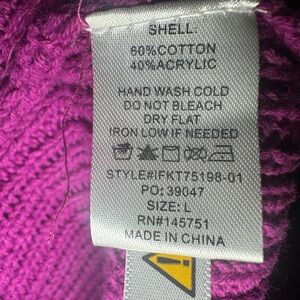 SHELL:
60%COTTON
40%ACRYLIC
HAND WASH COLD
DO NOT BLEACH
DRY FLAT
IRON LOW IF NEEDED
STYLE#IFKT75198-01
PO: 39047
SIZE: L
RN#145751
MADE IN CHINA